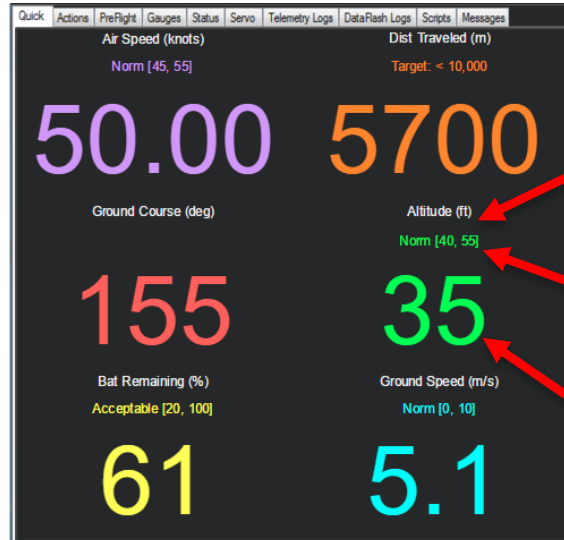 Quick Actions PreFlight Gauges Status Servo Telemetry Logs DataFlash Logs Scripts Messages
Air Speed (knots)
Norm [45, 55]
50.00
Dist Traveled (m)
Target: < 10,000
5700
Ground Course (deg)
155
Altitude (ft)
Norm [40, 55]
35
Bat Remaining (%)
Acceptable [20, 100]
61
Ground Speed (m/s)
Norm [0, 10]
5.1